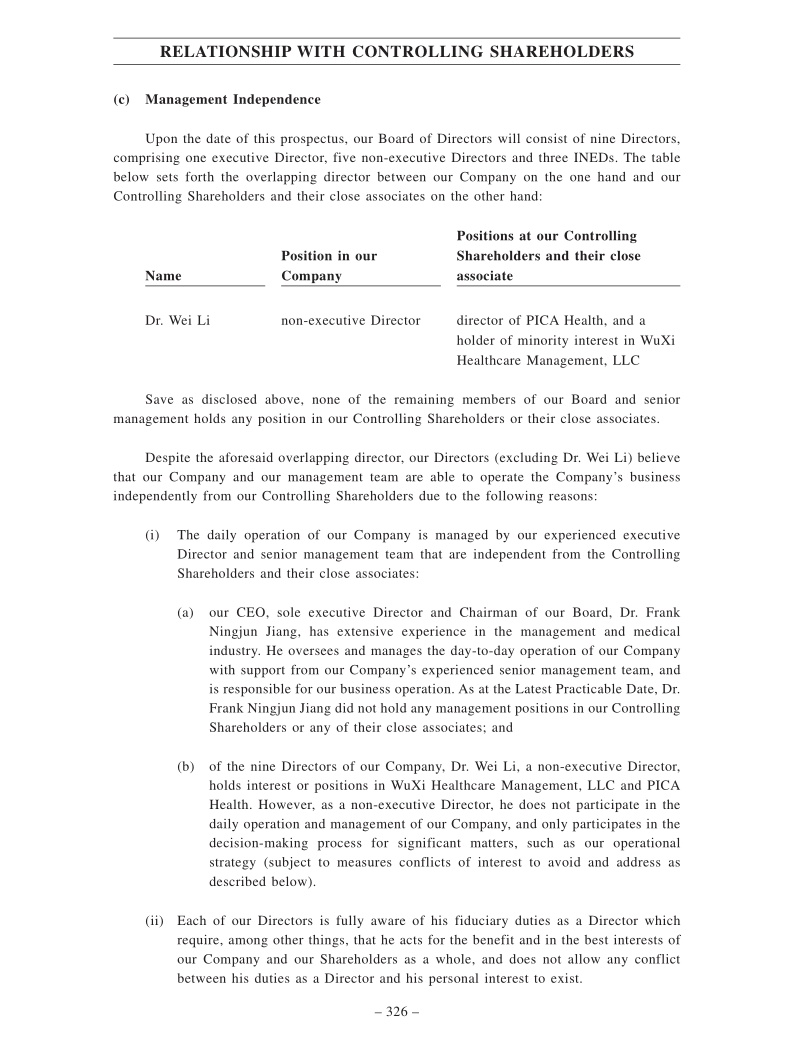 RELATIONSHIP WITH CONTROLLING SHAREHOLDERS
(c) Management Independence
Upon the date of this prospectus, our Board of Directors will consist of nine Directors,
comprising one executive Director, five non-executive Directors and three INEDs. The table
below sets forth the overlapping director between our Company on the one hand and our
Controlling Shareholders and their close associates on the other hand:
Name
Position in our
Company
Positions at our Controlling
Shareholders and their close
associate
Dr. Wei Li
non-executive Director
director of PICA Health, and a
holder of minority interest in WuXi
Healthcare Management, LLC
Save as disclosed above, none of the remaining members of our Board and senior
management holds any position in our Controlling Shareholders or their close associates.
Despite the aforesaid overlapping director, our Directors (excluding Dr. Wei Li) believe
that our Company and our management team are able to operate the Company's business
independently from our Controlling Shareholders due to the following reasons:
(i) The daily operation of our Company is managed by our experienced executive
Director and senior management team that are independent from the Controlling
Shareholders and their close associates:
(a) our CEO, sole executive Director and Chairman of our Board, Dr. Frank
Ningjun Jiang, has extensive experience in the management and medical
industry. He oversees and manages the day-to-day operation of our Company
with support from our Company's experienced senior management team, and
is responsible for our business operation. As at the Latest Practicable Date, Dr.
Frank Ningjun Jiang did not hold any management positions in our Controlling
Shareholders or any of their close associates; and
(b) of the nine Directors of our Company, Dr. Wei Li, a non-executive Director,
holds interest or positions in WuXi Healthcare Management, LLC and PICA
Health. However, as a non-executive Director, he does not participate in the
daily operation and management of our Company, and only participates in the
decision-making process for significant matters, such as our operational
strategy (subject to measures conflicts of interest to avoid and address as
described below).
(ii) Each of our Directors is fully aware of his fiduciary duties as a Director which
require, among other things, that he acts for the benefit and in the best interests of
our Company and our Shareholders as a whole, and does not allow any conflict
between his duties as a Director and his personal interest to exist.
– 326 –